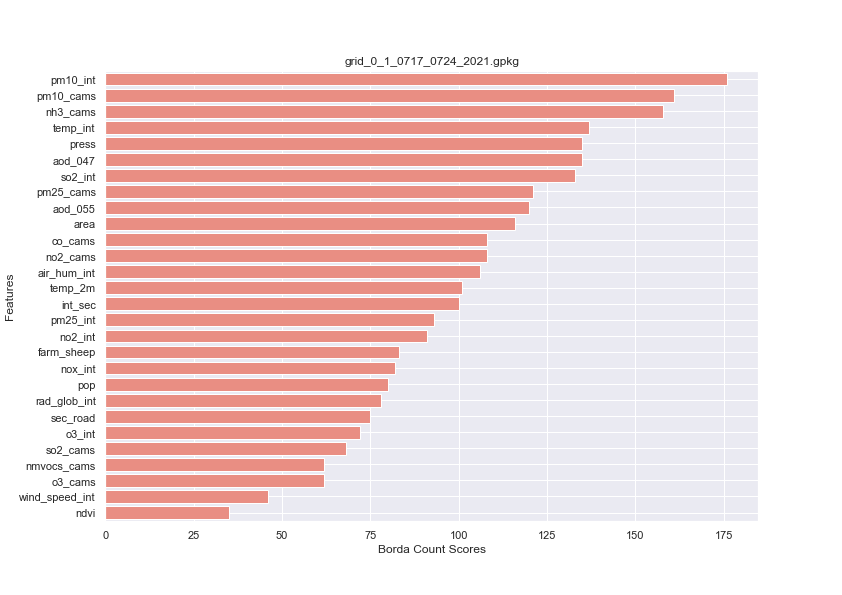 grid_0_1_0717_0724_2021.gpkg
pm10_int
pm10_cams
nh3_cams
temp_int
press
aod_047
so2_int
pm25_cams
aod_055
area
co_cams
no2_cams
air_hum_int
temp_2m
int_sec
pm25_int
no2_int
farm_sheep
nox_int
pop
rad_glob_int
sec_road
o3_int
so2_cams
nmvocs_cams
o3_cams
wind_speed_int
ndvi
Features
0 25 50 75 100 125 150 175
Borda Count Scores